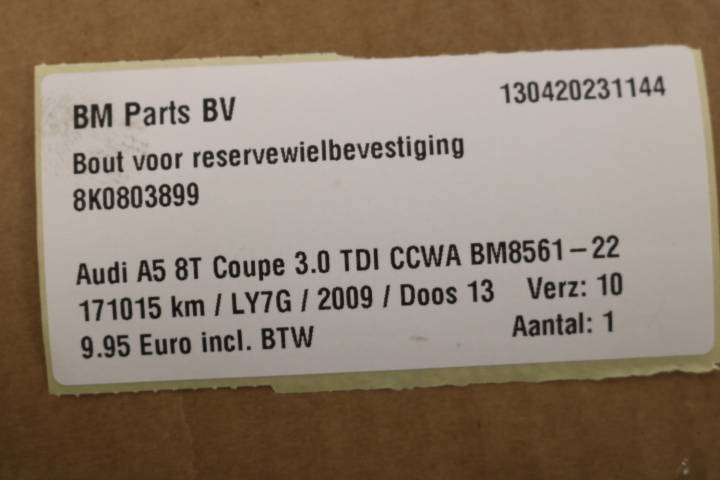 BM Parts BV 130420231144
Bout voor reservewielbevestiging
8K0803899
Audi A5 8T Coupe 3.0 TDI CCWA BM8561-22
171015 km / LY7G / 2009 / Doos 13 Verz: 10
9.95 Euro incl. BTW Aantal: 1